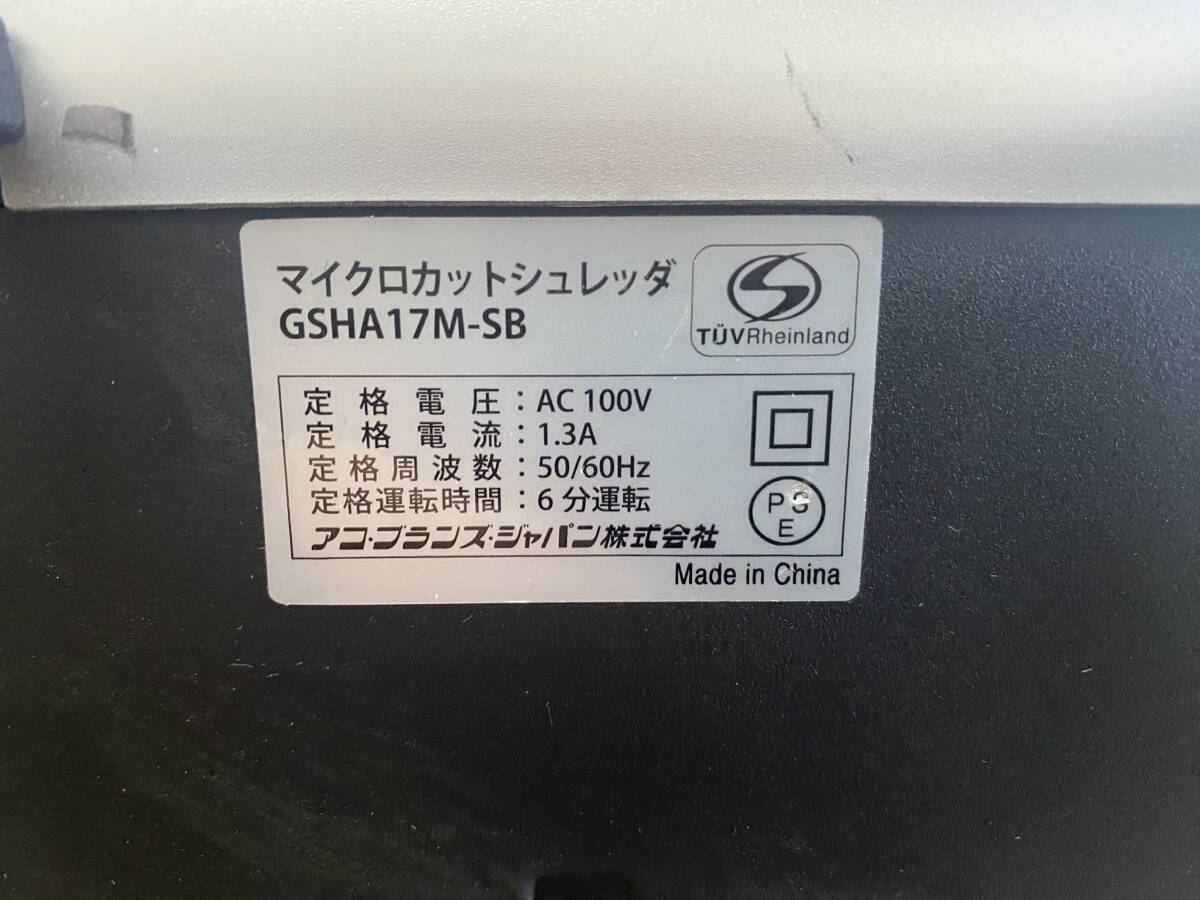 マイクロカットシュレッダ
GSHA17M-SB
TÜVRheinland
定格電圧：AC 100V
定格電流：1.3A
定格周波数：50/60Hz
定格運転時間：6分運転
PS
E
アコ・ブランズ・ジャパン株式会社
Made in China